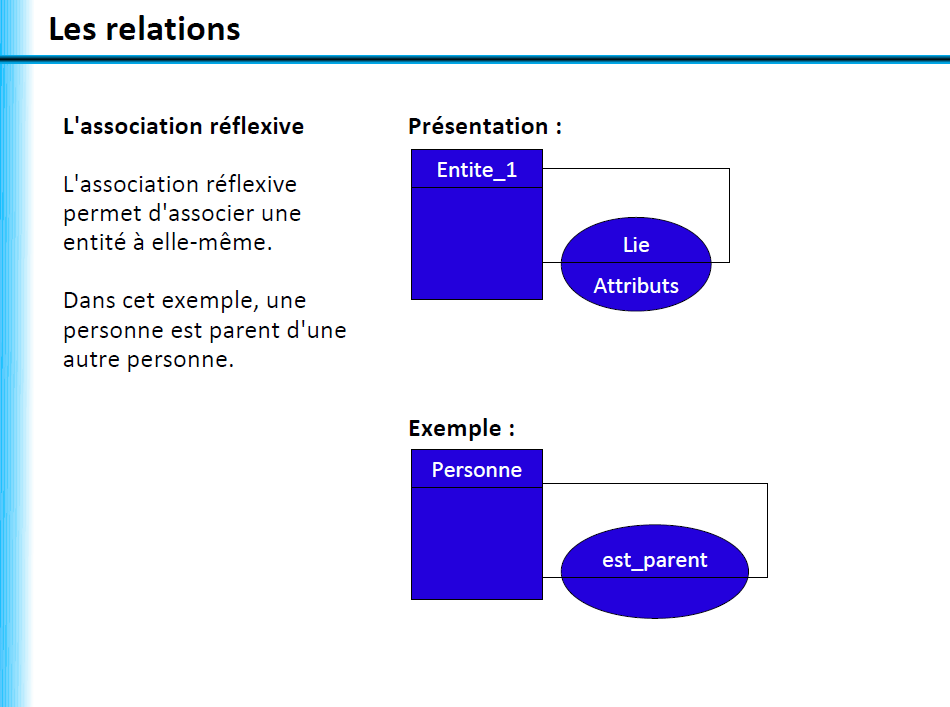 Les relations
L'association réflexive
L'association réflexive
permet d'associer une
entité à elle-même.
Dans cet exemple, une
personne est parent d'une
autre personne.
Présentation :
Entite_1
Lie
Attributs
Exemple :
Personne
est_parent